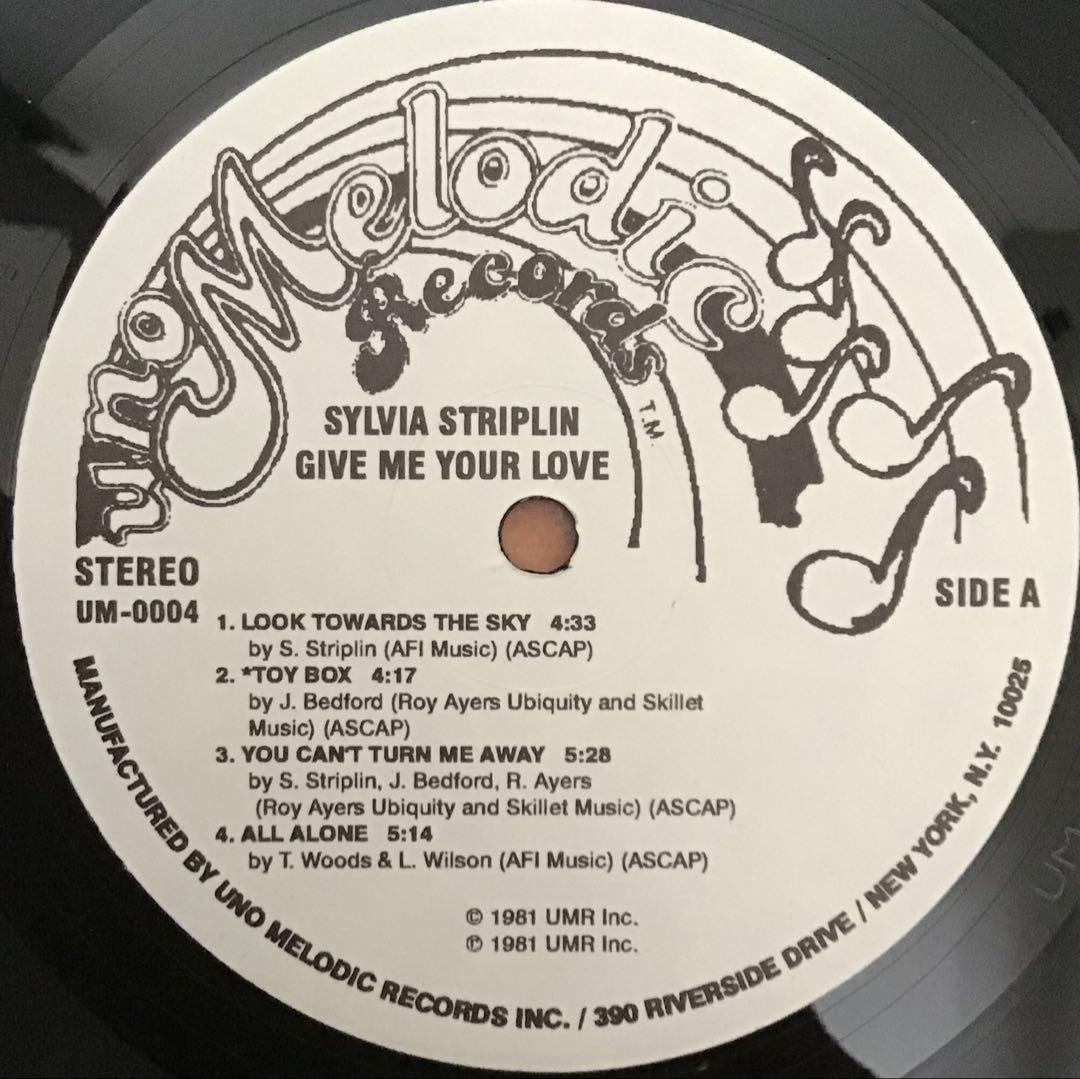 uno Melodic
Records
T.M.
SYLVIA STRIPLIN
GIVE ME YOUR LOVE
STEREO
UM-0004
SIDE A
1. LOOK TOWARDS THE SKY 4:33
by S. Striplin (AFI Music) (ASCAP)
2. *TOY BOX 4:17
by J. Bedford (Roy Ayers Ubiquity and Skillet
Music) (ASCAP)
3. YOU CAN'T TURN ME AWAY 5:28
by S. Striplin, J. Bedford, R. Ayers
(Roy Ayers Ubiquity and Skillet Music) (ASCAP)
4. ALL ALONE 5:14
by T. Woods & L. Wilson (AFI Music) (ASCAP)
© 1981 UMR Inc.
℗ 1981 UMR Inc.
MANUFACTURED BY UNO MELODIC RECORDS INC. / 390 RIVERSIDE DRIVE / NEW YORK, N.Y. 10025
UM